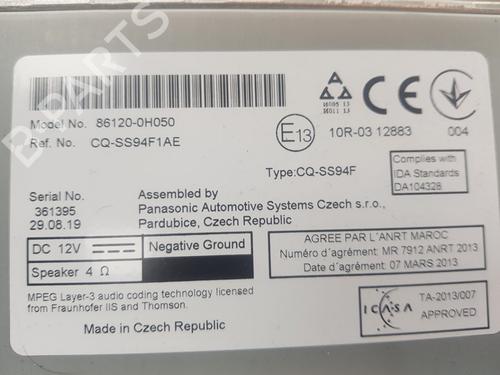 B-PARTS
Model No. 86120-0H050
Ref. No. CQ-SS94F1AE
CE
E13
10R-03 12883
004
Type:CQ-SS94F
Complies with
IDA Standards
DA104328
Serial No.
361395
29.08.19
Assembled by
Panasonic Automotive Systems Czech s.r.o.,
Pardubice, Czech Republic
DC 12V
Negative Ground
Speaker 4 Ω
AGREE PAR L'ANRT MAROC
Numéro d'agrément: MR 7912 ANRT 2013
Date d'agrément: 07 MARS 2013
MPEG Layer-3 audio coding technology licensed
from Fraunhofer IIS and Thomson.
Made in Czech Republic
ICASA
TA-2013/007
APPROVED